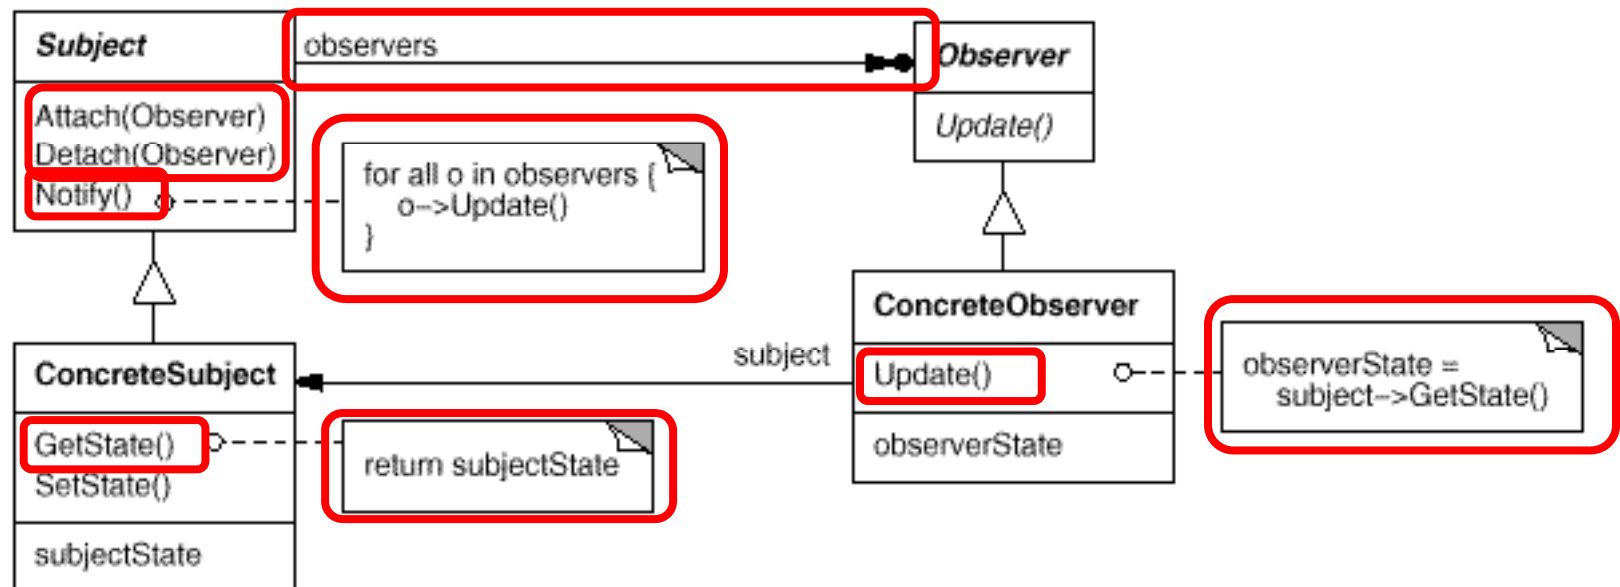 Subject
observers
Observer
Attach(Observer)
Detach(Observer)
Notify()
for all o in observers {
o->Update()
}
Update()
ConcreteSubject
GetState()
SetState()
subjectState
return subjectState
subject
ConcreteObserver
Update()
observerState
observerState =
subject->GetState()